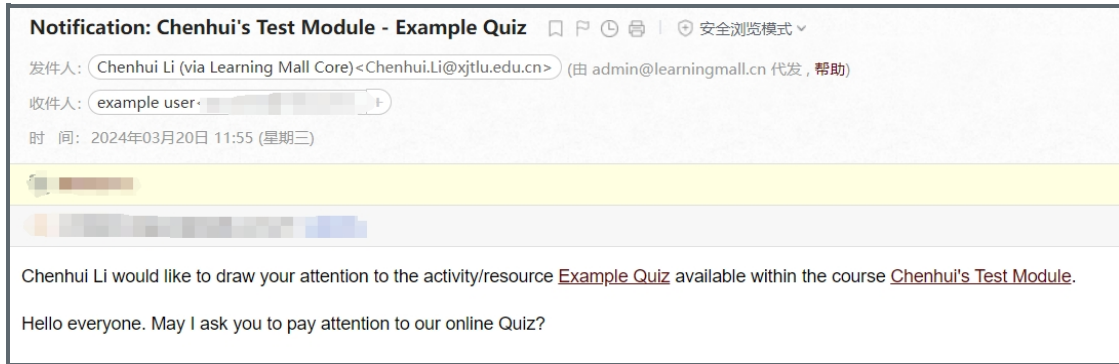 Notification: Chenhui's Test Module - Example Quiz 安全浏览模式
发件人: Chenhui Li (via Learning Mall Core)<Chenhui.Li@xjtlu.edu.cn> (由 admin@learningmall.cn 代发 , 帮助)
收件人: example user<
时 间: 2024年03月20日 11:55 (星期三)
Chenhui Li would like to draw your attention to the activity/resource Example Quiz available within the course Chenhui's Test Module.
Hello everyone. May I ask you to pay attention to our online Quiz?